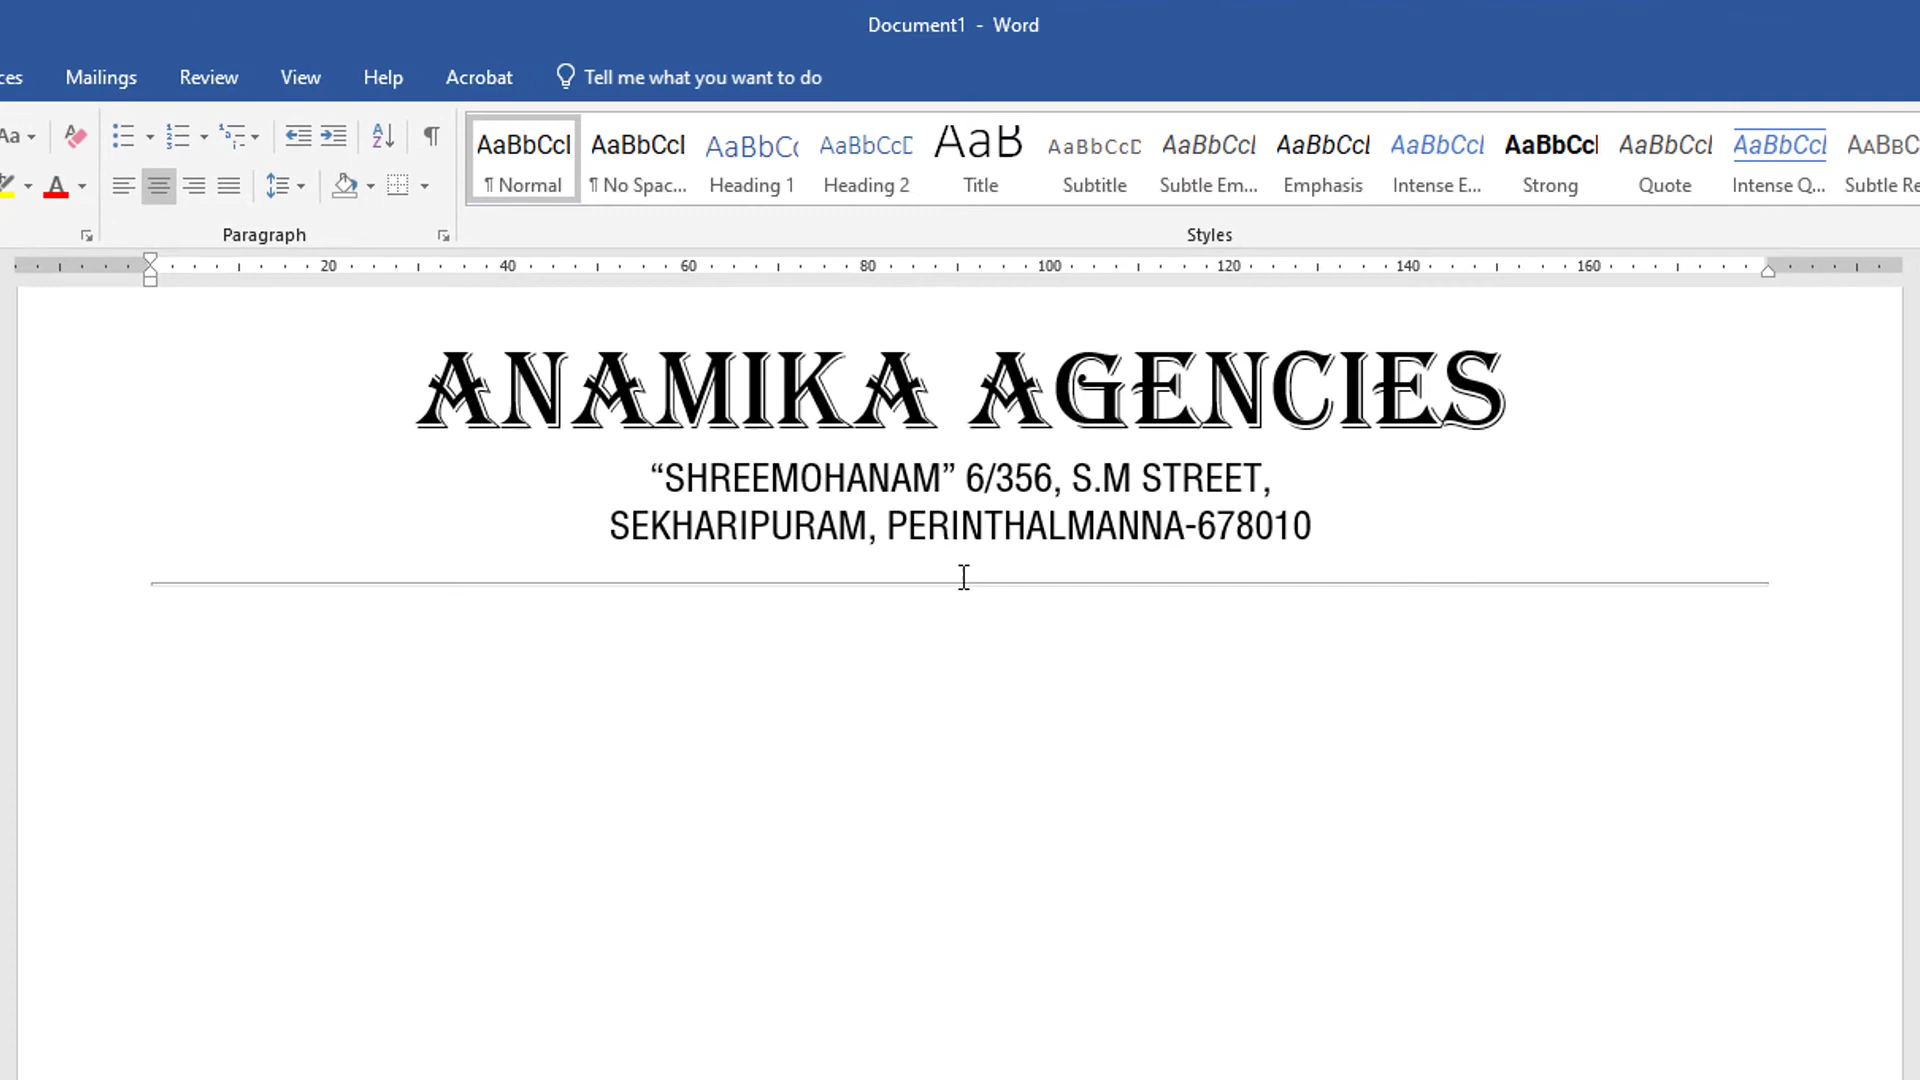 Document1 - Word
ces Mailings Review View Help Acrobat Tell me what you want to do
Aa
AaBbCcI AaBbCcI AaBbC AaBbCcD AaB AaBbCcD AaBbCcI AaBbCcI AaBbCcI AaBbCcI AaBbCcI AaBbCcI AaBbC
¶ Normal ¶ No Spac... Heading 1 Heading 2 Title Subtitle Subtle Em... Emphasis Intense E... Strong Quote Intense Q... Subtle Re
Paragraph Styles
20 40 60 80 100 120 140 160
ANAMIKA AGENCIES
“SHREEMOHANAM” 6/356, S.M STREET,
SEKHARIPURAM, PERINTHALMANNA-678010